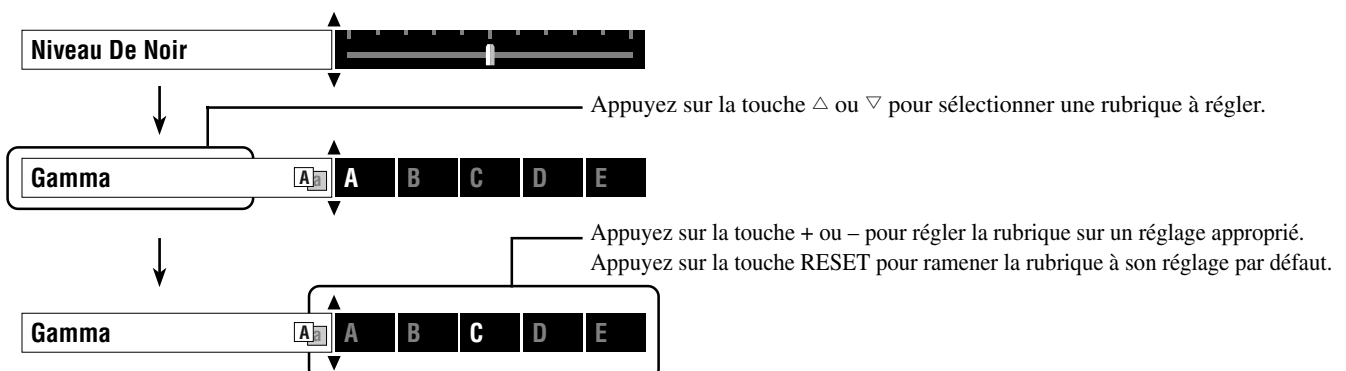 Niveau De Noir
Appuyez sur la touche △ ou ▽ pour sélectionner une rubrique à régler.
Gamma Aa A B C D E
Appuyez sur la touche + ou – pour régler la rubrique sur un réglage approprié.
Appuyez sur la touche RESET pour ramener la rubrique à son réglage par défaut.
Gamma Aa A B C D E